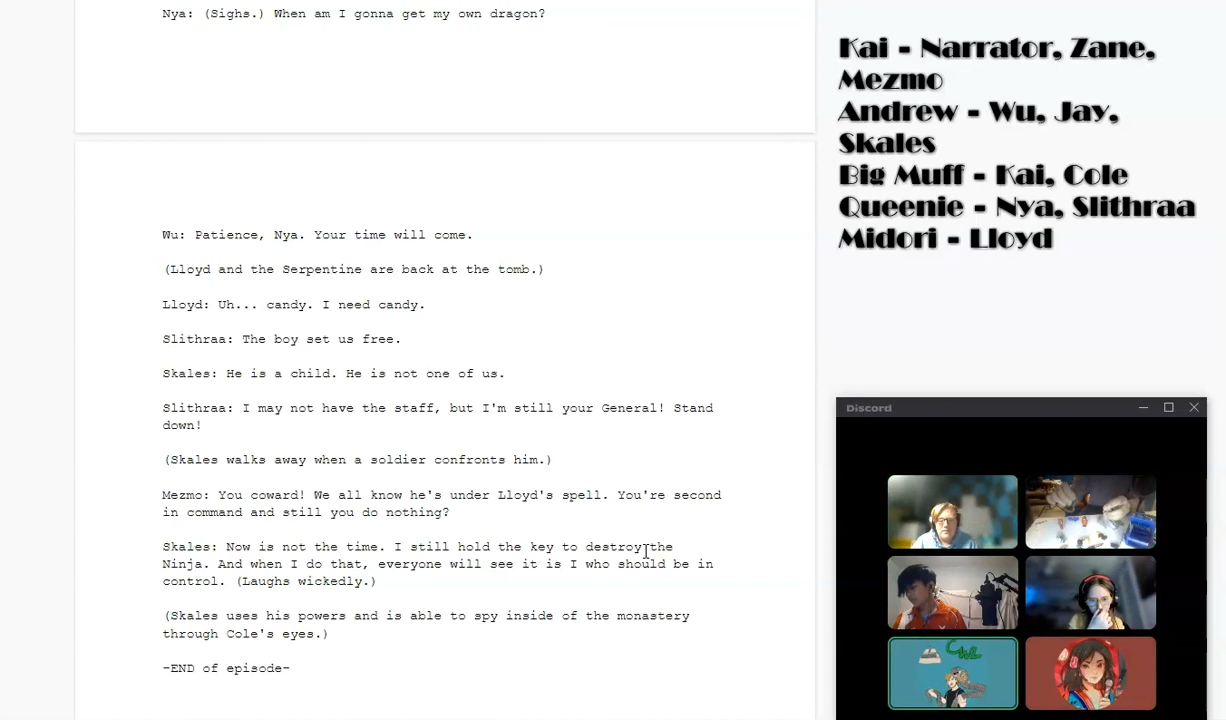 Nya: (Sighs.) When am I gonna get my own dragon?
Wu: Patience, Nya. Your time will come.
(Lloyd and the Serpentine are back at the tomb.)
Lloyd: Uh... candy. I need candy.
Slithraa: The boy set us free.
Skales: He is a child. He is not one of us.
Slithraa: I may not have the staff, but I'm still your General! Stand
down!
(Skales walks away when a soldier confronts him.)
Mezmo: You coward! We all know he's under Lloyd's spell. You're second
in command and still you do nothing?
Skales: Now is not the time. I still hold the key to destroy the
Ninja. And when I do that, everyone will see it is I who should be in
control. (Laughs wickedly.)
(Skales uses his powers and is able to spy inside of the monastery
through Cole's eyes.)
-END of episode-
Kai - Narrator, Zane,
Mezmo
Andrew - Wu, Jay,
Skales
Big Muff - Kai, Cole
Queenie - Nya, Slithraa
Midori - Lloyd
Discord